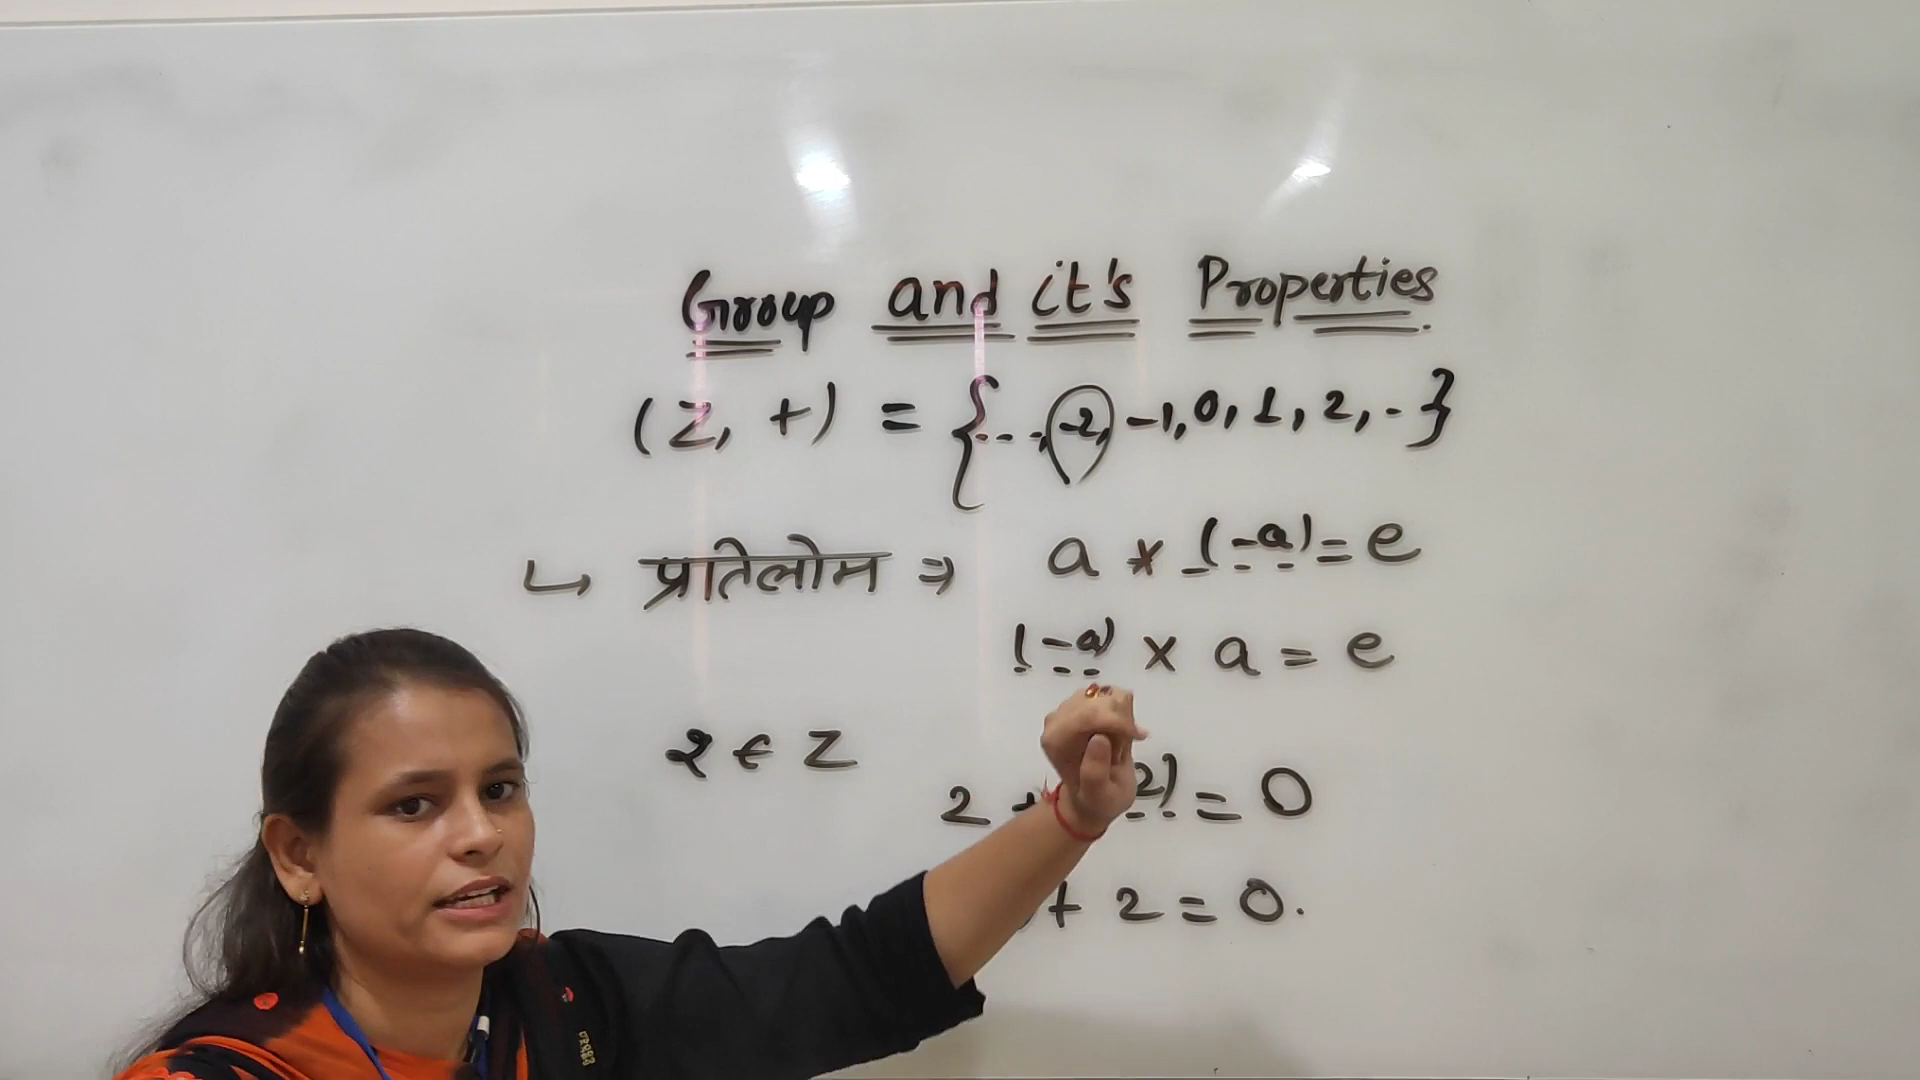 Group and it's Properties
(Z, +) = {---, -2, -1, 0, 1, 2, - }
↳ प्रतिलोम ⇒ a * (-a) = e
(-a) × a = e
2 ∈ Z
2 + 2) = 0
+ 2 = 0.